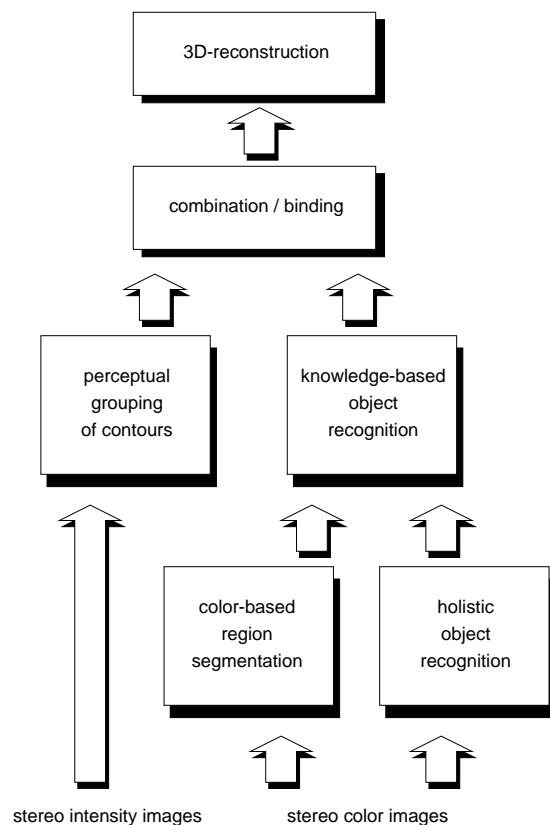 3D-reconstruction
combination / binding
perceptual
grouping
of contours
knowledge-based
object
recognition
color-based
region
segmentation
holistic
object
recognition
stereo intensity images
stereo color images